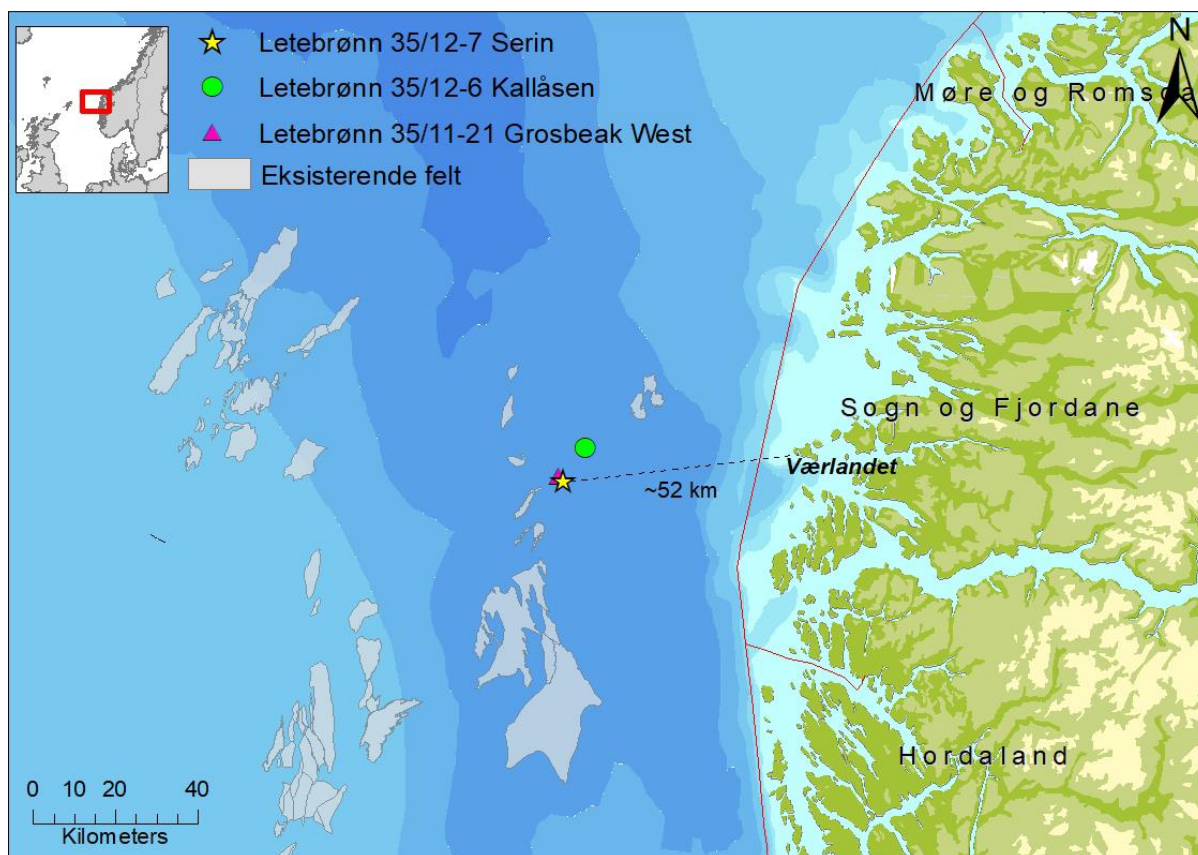 Letebrønn 35/12-7 Serin
Letebrønn 35/12-6 Kallåsen
Letebrønn 35/11-21 Grosbeak West
Eksisterende felt
N
Møre og Romsda
Sogn og Fjordane
Værlandet
~52 km
Hordaland
0 10 20 40
Kilometers